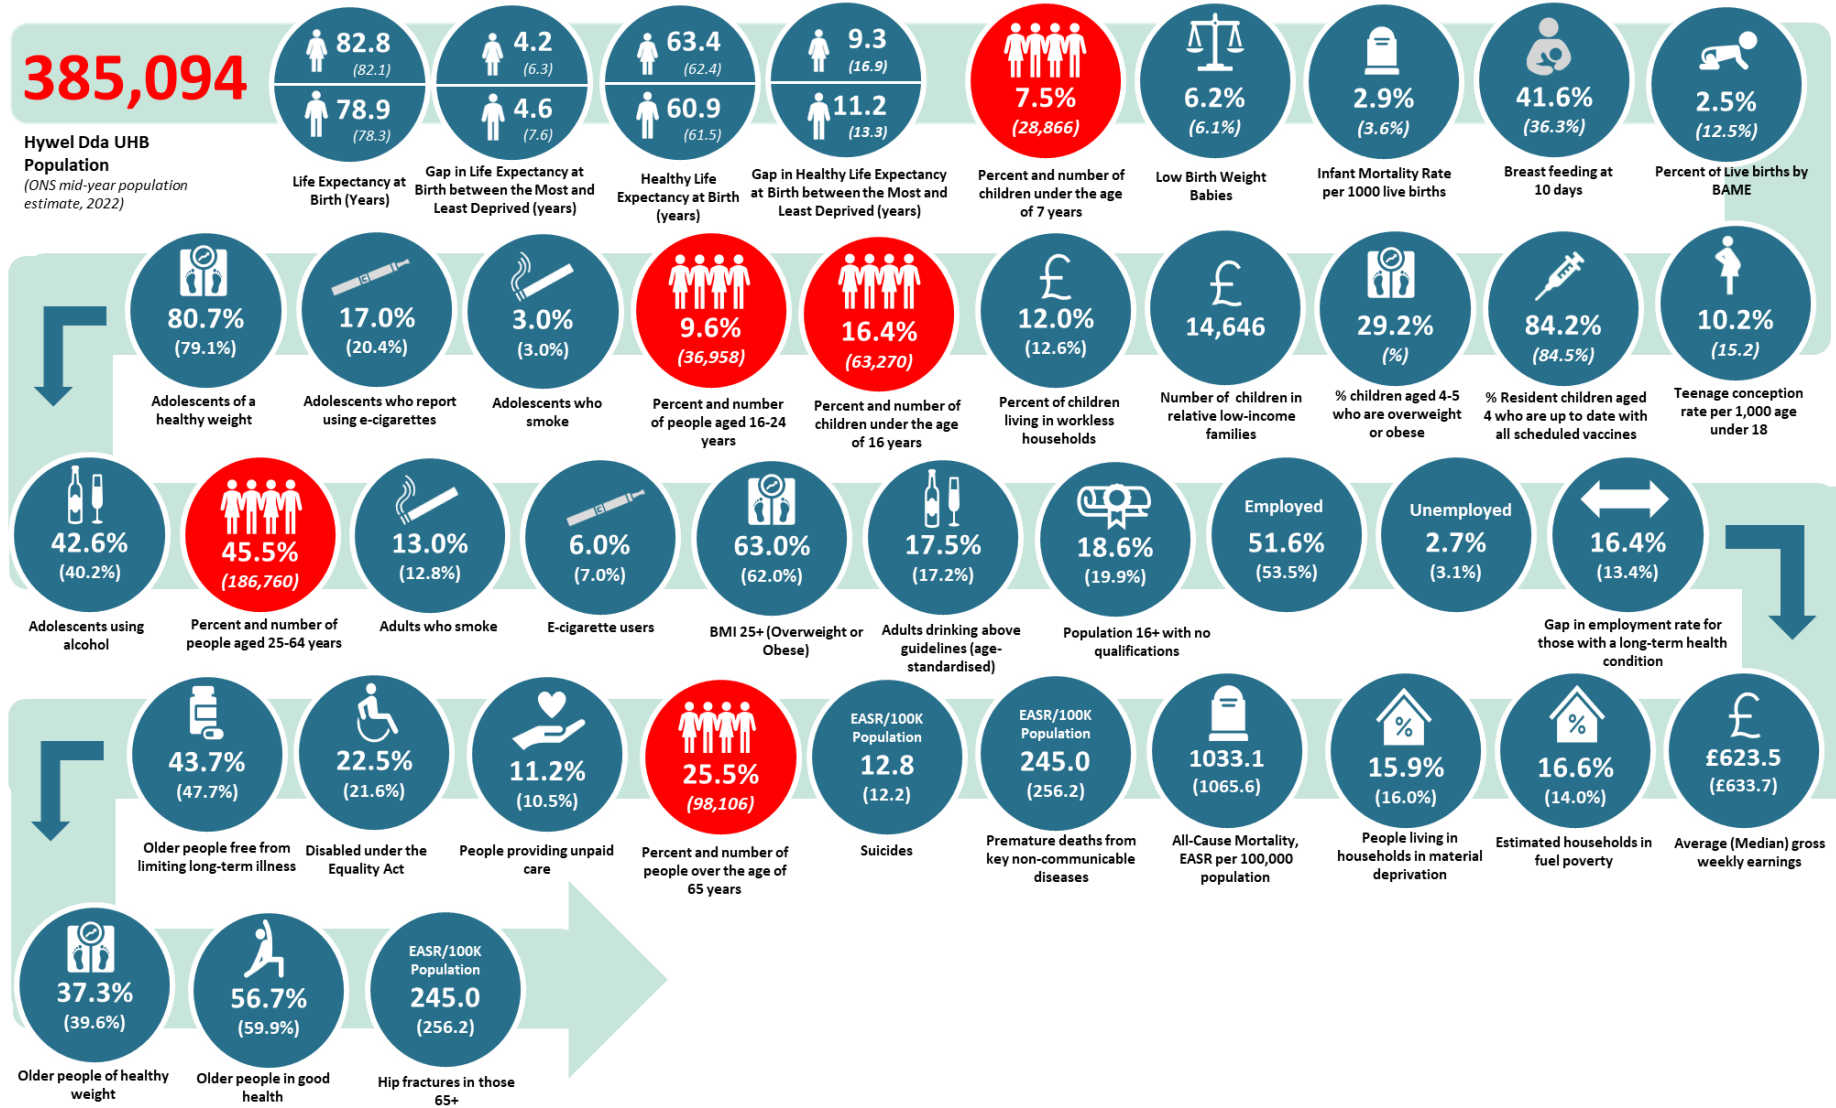 385,094
Hywel Dda UHB
Population
(ONS mid-year population
estimate, 2022)
82.8
(82.1)
78.9
(78.3)
Life Expectancy at
Birth (Years)
4.2
(6.3)
4.6
(7.6)
Gap in Life Expectancy at
Birth between the Most and
Least Deprived (years)
63.4
(62.4)
60.9
(61.5)
Healthy Life
Expectancy at Birth
(years)
9.3
(16.9)
11.2
(13.3)
Gap in Healthy Life Expectancy
at Birth between the Most and
Least Deprived (years)
7.5%
(28,866)
Percent and number of
children under the age
of 7 years
6.2%
(6.1%)
Low Birth Weight
Babies
2.9%
(3.6%)
Infant Mortality Rate
per 1000 live births
41.6%
(36.3%)
Breast feeding at
10 days
2.5%
(12.5%)
Percent of Live births by
BAME
80.7%
(79.1%)
Adolescents of a
healthy weight
17.0%
(20.4%)
Adolescents who report
using e-cigarettes
3.0%
(3.0%)
Adolescents who
smoke
9.6%
(36,958)
Percent and number
of people aged 16-24
years
16.4%
(63,270)
Percent and number of
children under the age
of 16 years
12.0%
(12.6%)
Percent of children
living in workless
households
14,646
Number of children in
relative low-income
families
29.2%
(%)
% children aged 4-5
who are overweight
or obese
84.2%
(84.5%)
% Resident children aged
4 who are up to date with
all scheduled vaccines
10.2%
(15.2)
Teenage conception
rate per 1,000 age
under 18
42.6%
(40.2%)
Adolescents using
alcohol
45.5%
(186,760)
Percent and number of
people aged 25-64 years
13.0%
(12.8%)
Adults who smoke
6.0%
(7.0%)
E-cigarette users
63.0%
(62.0%)
BMI 25+ (Overweight or
Obese)
17.5%
(17.2%)
Adults drinking above
guidelines (age-
standardised)
18.6%
(19.9%)
Population 16+ with no
qualifications
Employed
51.6%
(53.5%)
Unemployed
2.7%
(3.1%)
16.4%
(13.4%)
Gap in employment rate for
those with a long-term health
condition
43.7%
(47.7%)
Older people free from
limiting long-term illness
22.5%
(21.6%)
Disabled under the
Equality Act
11.2%
(10.5%)
People providing unpaid
care
25.5%
(98,106)
Percent and number of
people over the age of
65 years
EASR/100K
Population
12.8
(12.2)
Suicides
EASR/100K
Population
245.0
(256.2)
Premature deaths from
key non-communicable
diseases
1033.1
(1065.6)
All-Cause Mortality,
EASR per 100,000
population
%
15.9%
(16.0%)
People living in
households in material
deprivation
%
16.6%
(14.0%)
Estimated households in
fuel poverty
£
£623.5
(£633.7)
Average (Median) gross
weekly earnings
37.3%
(39.6%)
Older people of healthy
weight
56.7%
(59.9%)
Older people in good
health
EASR/100K
Population
245.0
(256.2)
Hip fractures in those
65+